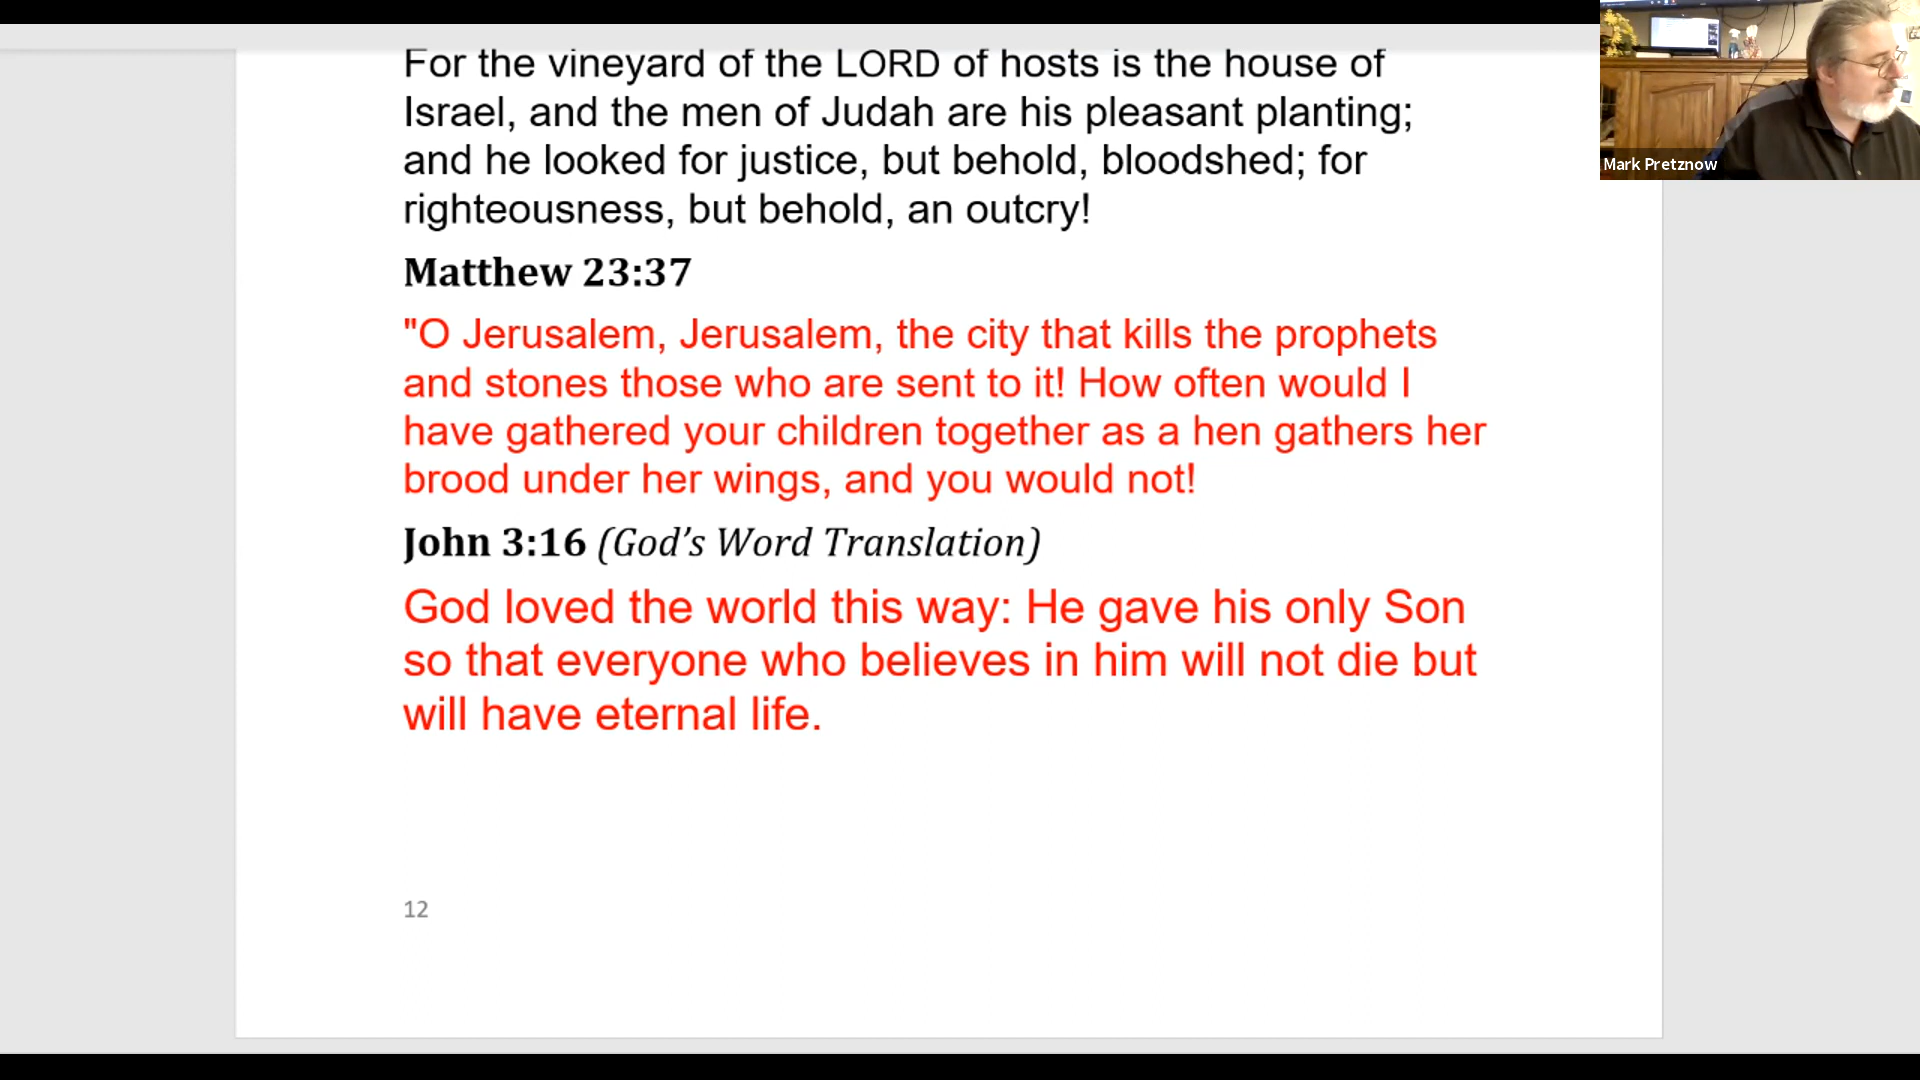 For the vineyard of the LORD of hosts is the house of
Israel, and the men of Judah are his pleasant planting;
and he looked for justice, but behold, bloodshed; for
righteousness, but behold, an outcry!
Matthew 23:37
"O Jerusalem, Jerusalem, the city that kills the prophets
and stones those who are sent to it! How often would I
have gathered your children together as a hen gathers her
brood under her wings, and you would not!
John 3:16 (God’s Word Translation)
God loved the world this way: He gave his only Son
so that everyone who believes in him will not die but
will have eternal life.
12
Mark Pretznow